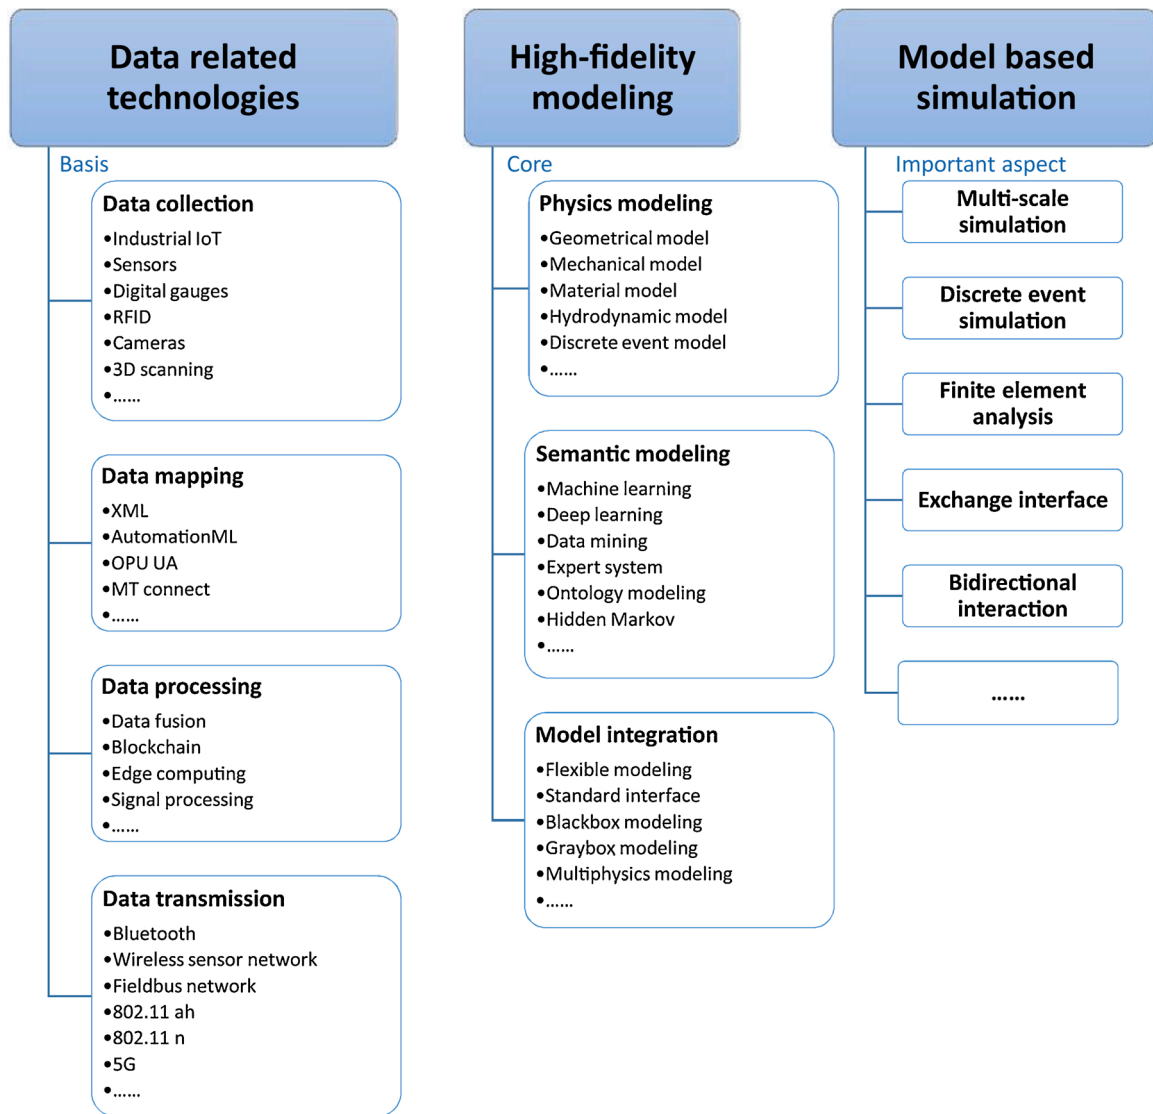 Data related
technologies
Basis
Data collection
•Industrial IoT
•Sensors
•Digital gauges
•RFID
•Cameras
•3D scanning
•......
Data mapping
•XML
•AutomationML
•OPU UA
•MT connect
•......
Data processing
•Data fusion
•Blockchain
•Edge computing
•Signal processing
•......
Data transmission
•Bluetooth
•Wireless sensor network
•Fieldbus network
•802.11 ah
•802.11 n
•5G
•......
High-fidelity
modeling
Core
Physics modeling
•Geometrical model
•Mechanical model
•Material model
•Hydrodynamic model
•Discrete event model
•......
Semantic modeling
•Machine learning
•Deep learning
•Data mining
•Expert system
•Ontology modeling
•Hidden Markov
•......
Model integration
•Flexible modeling
•Standard interface
•Blackbox modeling
•Graybox modeling
•Multiphysics modeling
•......
Model based
simulation
Important aspect
Multi-scale
simulation
Discrete event
simulation
Finite element
analysis
Exchange interface
Bidirectional
interaction
......